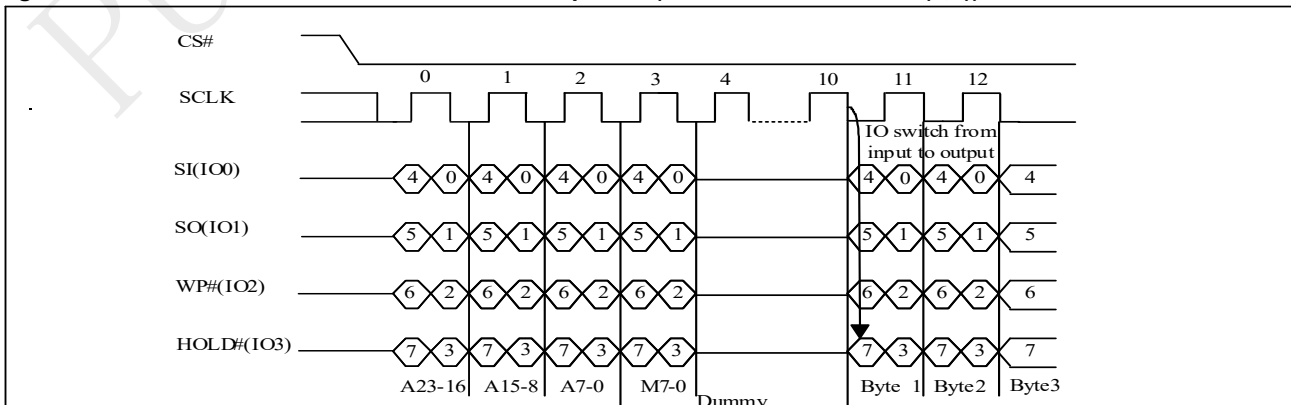 CS#
0 1 2 3 4 10 11 12
SCLK
IO switch from
input to output
SI(IO0) 4 0 4 0 4 0 4 0 4 0 4 0 4
SO(IO1) 5 1 5 1 5 1 5 1 5 1 5 1 5
WP#(IO2) 6 2 6 2 6 2 6 2 6 2 6 2 6
HOLD#(IO3) 7 3 7 3 7 3 7 3 7 3 7 3 7
A23-16 A15-8 A7-0 M7-0 Byte 1 Byte2 Byte3
Dummy